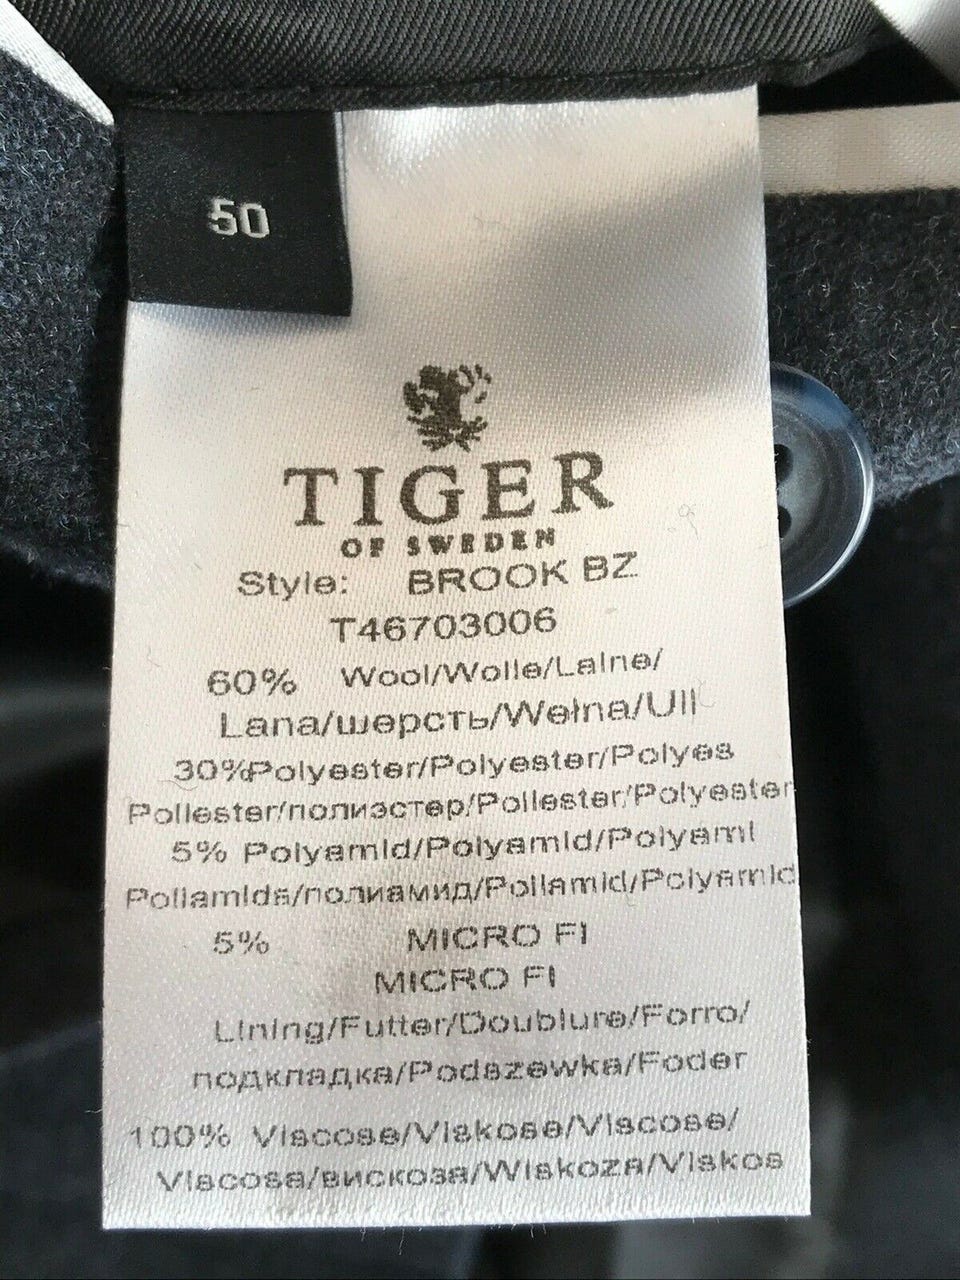 50
TIGER
OF SWEDEN
Style: BROOK BZ
T46703006
60% Wool/Wolle/Laine/
Lana/шерсть/Wełna/Ull
30%Polyester/Polyester/Polyes
Poliester/полиэстер/Poliester/Polyester
5% Polyamid/Polyamid/Polyami
Poliamida/полиамид/Poliamid/Polyamid
5% MICRO FI
MICRO FI
Lining/Futter/Doublure/Forro/
подкладка/Podszewka/Foder
100% Viscose/Viskose/Viscose/
Viscosa/вискоза/Wiskoza/Viskos